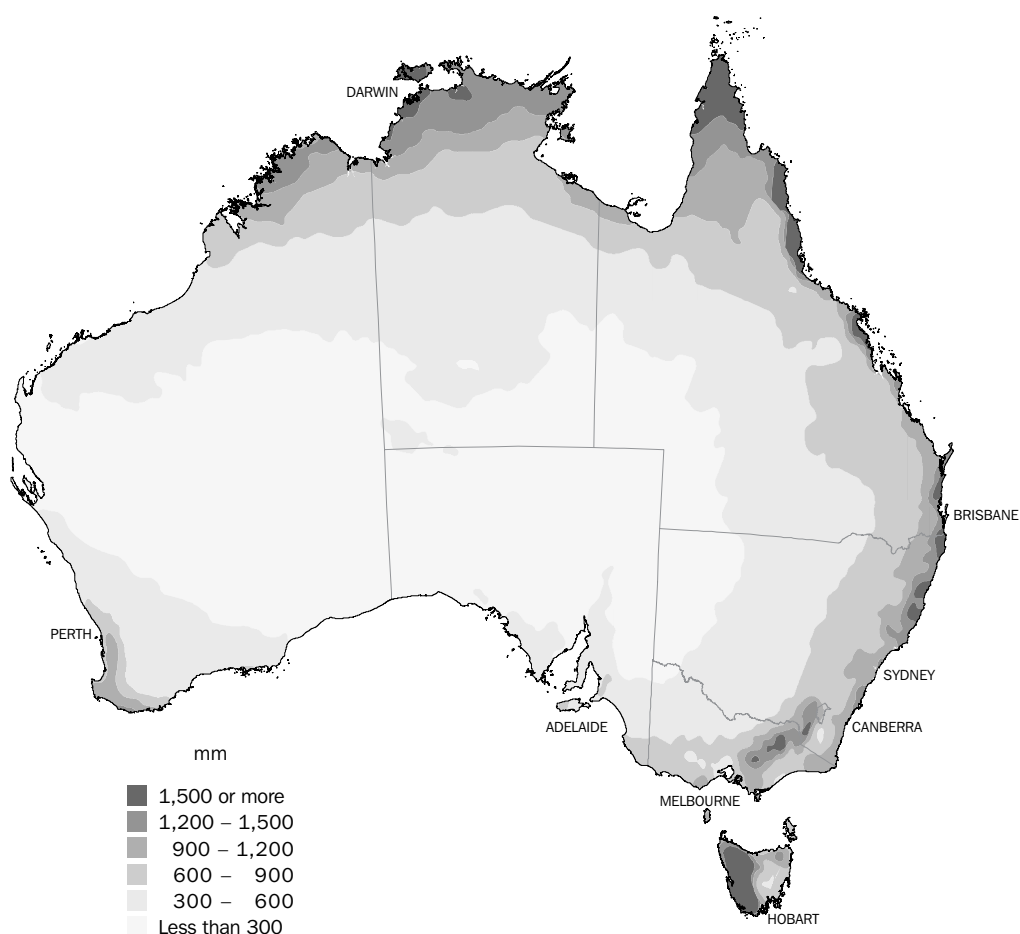 DARWIN
BRISBANE
PERTH
SYDNEY
ADELAIDE
CANBERRA
MELBOURNE
HOBART
mm
1,500 or more
1,200 – 1,500
900 – 1,200
600 – 900
300 – 600
Less than 300